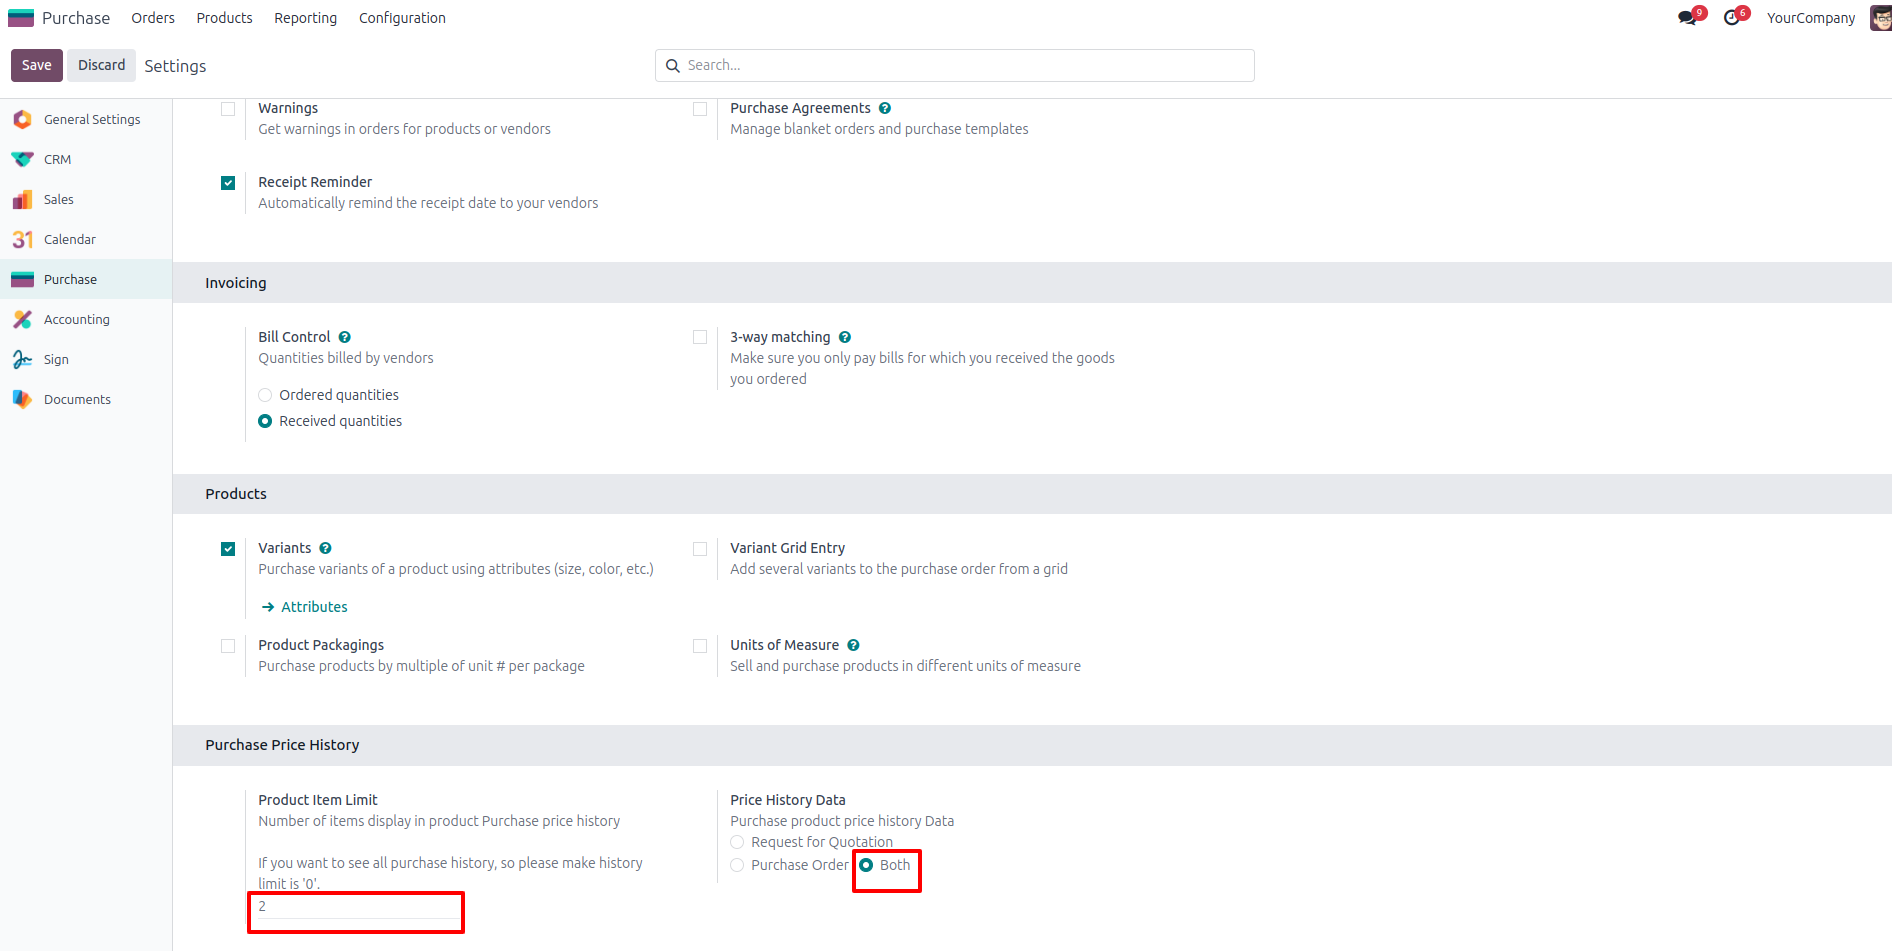 Purchase Orders Products Reporting Configuration 9 6 YourCompany
Save Discard Settings Search...
General Settings
CRM
Sales
31 Calendar
Purchase
Accounting
Sign
Documents
Warnings
Get warnings in orders for products or vendors
Purchase Agreements ?
Manage blanket orders and purchase templates
Receipt Reminder
Automatically remind the receipt date to your vendors
Invoicing
Bill Control ?
Quantities billed by vendors
Ordered quantities
Received quantities
3-way matching ?
Make sure you only pay bills for which you received the goods
you ordered
Products
Variants ?
Purchase variants of a product using attributes (size, color, etc.)
Attributes
Variant Grid Entry
Add several variants to the purchase order from a grid
Product Packagings
Purchase products by multiple of unit # per package
Units of Measure ?
Sell and purchase products in different units of measure
Purchase Price History
Product Item Limit
Number of items display in product Purchase price history
If you want to see all purchase history, so please make history
limit is '0'.
2
Price History Data
Purchase product price history Data
Request for Quotation
Purchase Order Both